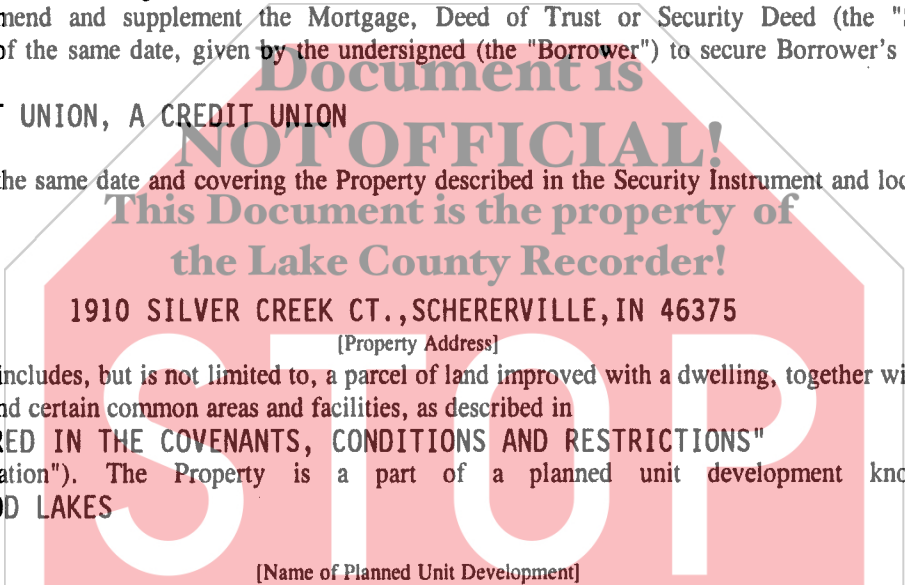 mend and supplement the Mortgage, Deed of Trust or Security Deed (the "
of the same date, given by the undersigned (the "Borrower") to secure Borrower's
Document is
UNION, A CREDIT UNION
NOT OFFICIAL!
the same date and covering the Property described in the Security Instrument and loc
This Document is the property of
the Lake County Recorder!
1910 SILVER CREEK CT.,SCHERERVILLE,IN 46375
[Property Address]
includes, but is not limited to, a parcel of land improved with a dwelling, together wi
nd certain common areas and facilities, as described in
RED IN THE COVENANTS, CONDITIONS AND RESTRICTIONS"
ation"). The Property is a part of a planned unit development kno
D LAKES
STOP
[Name of Planned Unit Development]